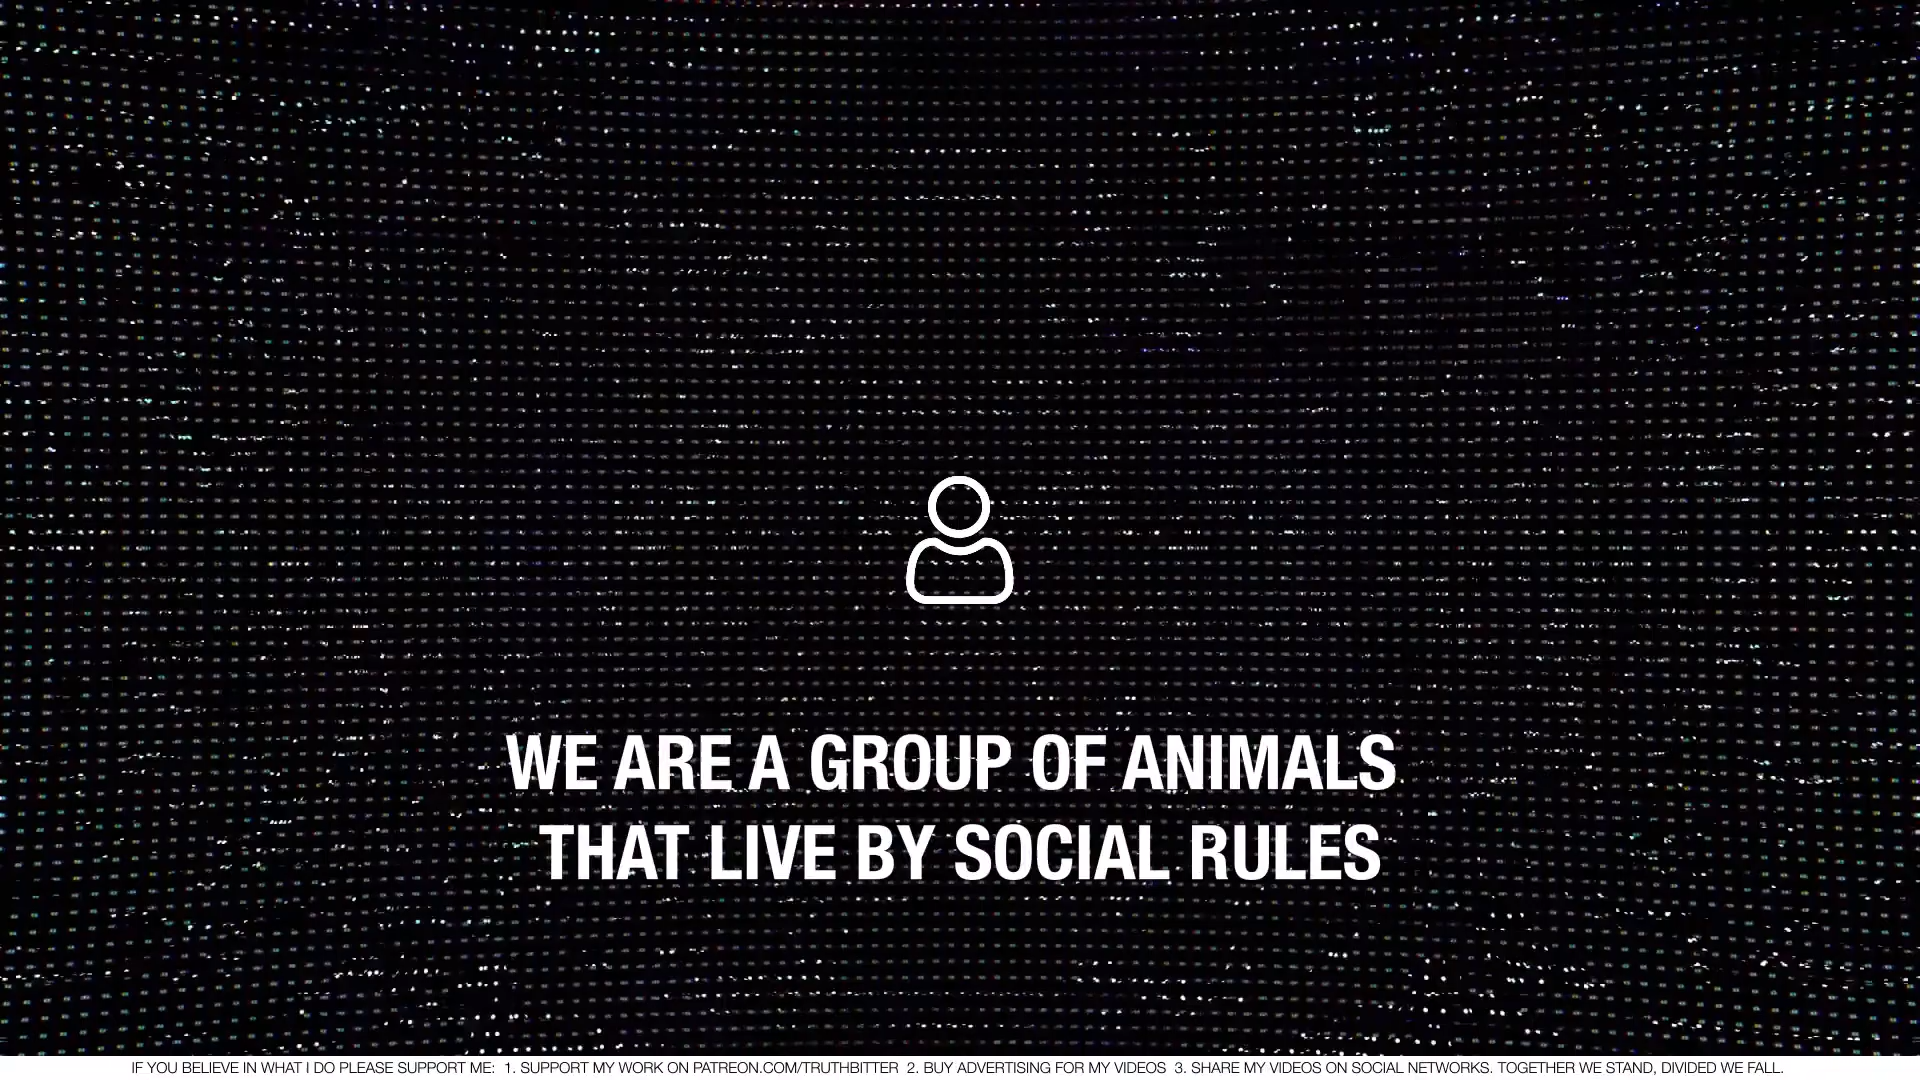 WE ARE A GROUP OF ANIMALS
THAT LIVE BY SOCIAL RULES
IF YOU BELIEVE IN WHAT I DO PLEASE SUPPORT ME: 1. SUPPORT MY WORK ON PATREON.COM/TRUTHBITTER 2. BUY ADVERTISING FOR MY VIDEOS 3. SHARE MY VIDEOS ON SOCIAL NETWORKS. TOGETHER WE STAND, DIVIDED WE FALL.